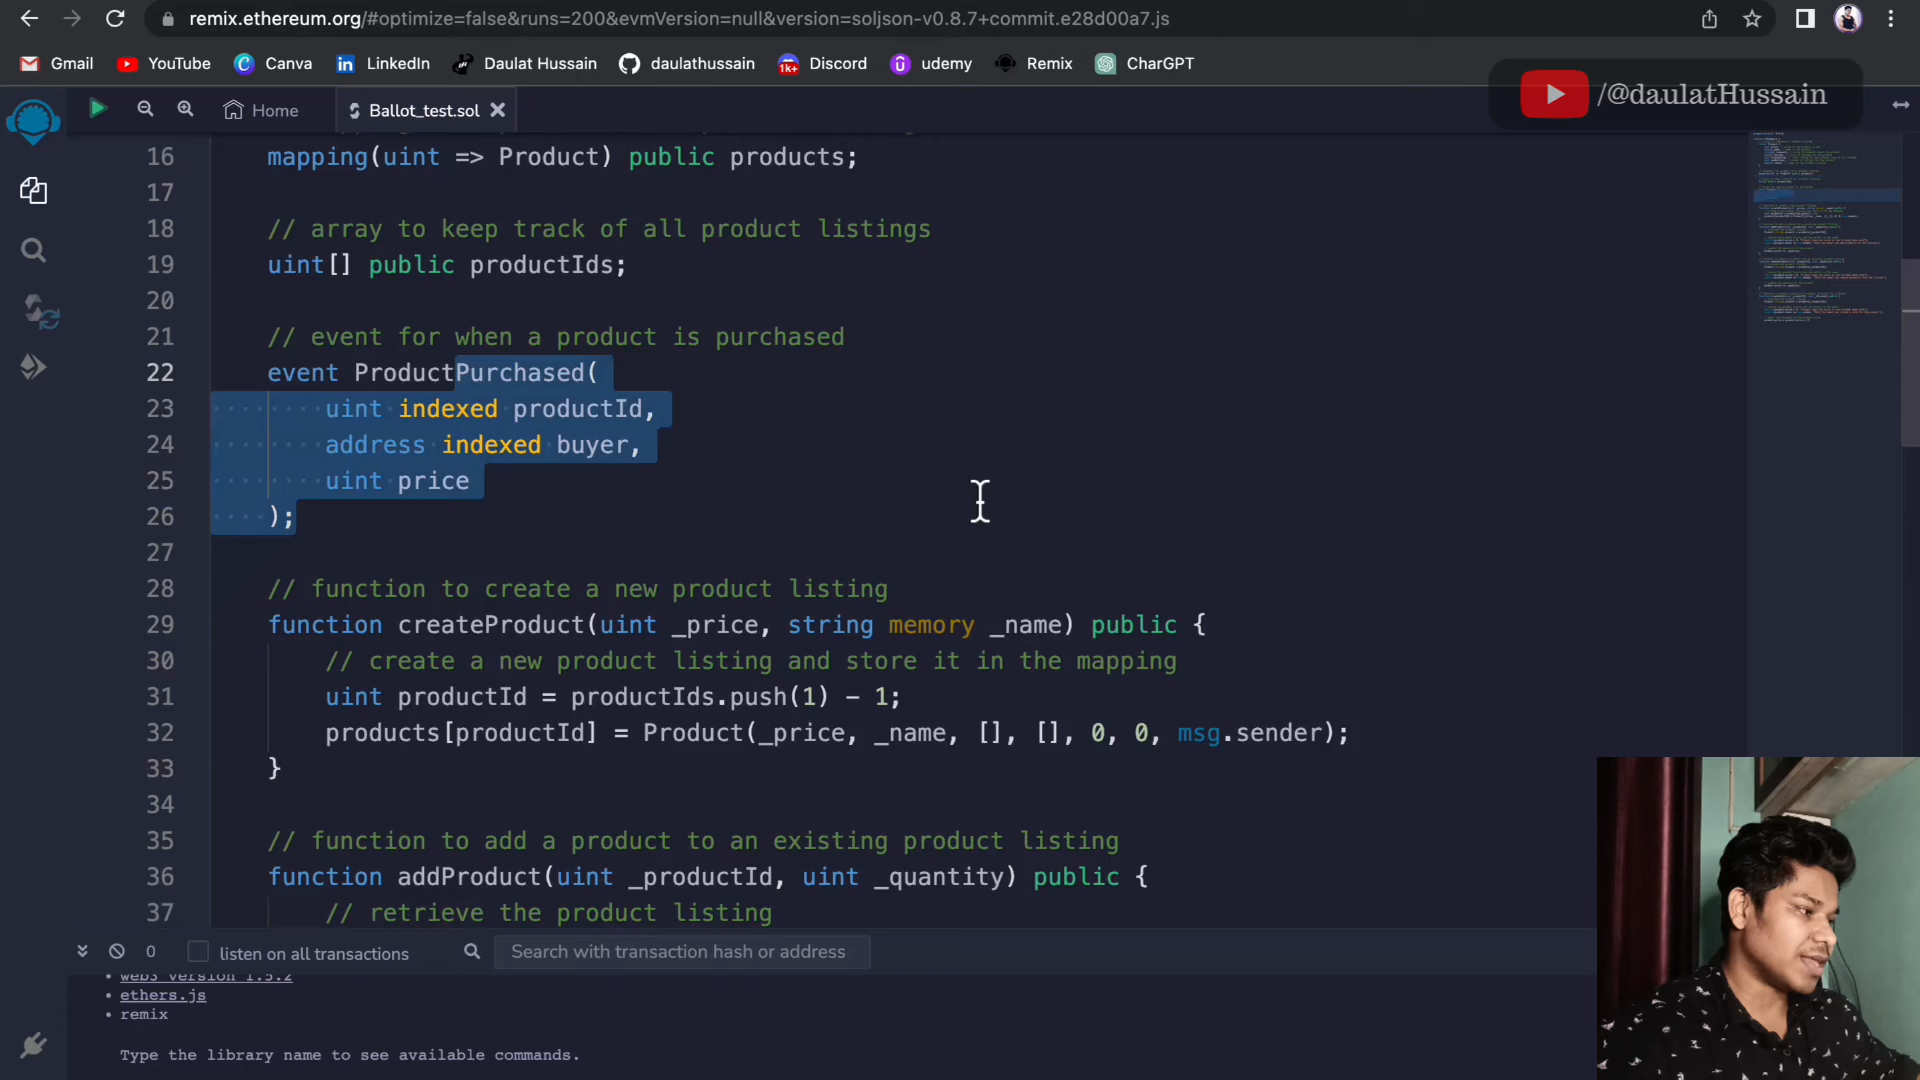 remix.ethereum.org/#optimize=false&runs=200&evmVersion=null&version=soljson-v0.8.7+commit.e28d00a7.js
Gmail YouTube Canva LinkedIn Daulat Hussain daulathussain Discord udemy Remix CharGPT
1k+
/@daulatHussain
Home Ballot_test.sol
16 mapping(uint => Product) public products;
17
18 // array to keep track of all product listings
19 uint[] public productIds;
20
21 // event for when a product is purchased
22 event ProductPurchased(
23 uint indexed productId,
24 address indexed buyer,
25 uint price
26 );
27
28 // function to create a new product listing
29 function createProduct(uint _price, string memory _name) public {
30 // create a new product listing and store it in the mapping
31 uint productId = productIds.push(1) - 1;
32 products[productId] = Product(_price, _name, [], [], 0, 0, msg.sender);
33 }
34
35 // function to add a product to an existing product listing
36 function addProduct(uint _productId, uint _quantity) public {
37 // retrieve the product listing
0 listen on all transactions Search with transaction hash or address
• web3 version 1.5.2
• ethers.js
• remix
Type the library name to see available commands.